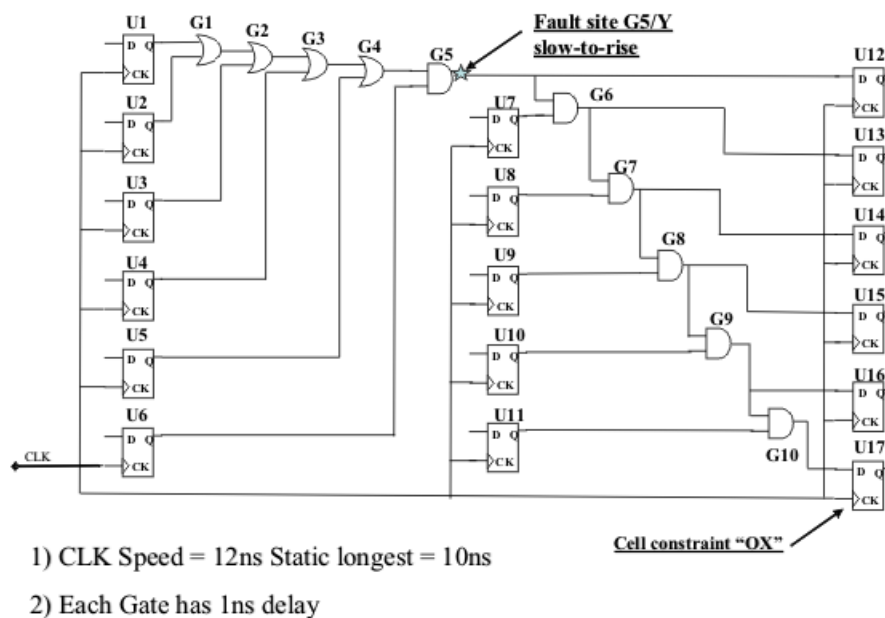 Fault site G5/Y
slow-to-rise
U1
G1
G2
G3
G4
G5
U12
D Q
CK
D Q
CK
U2
D Q
CK
U7
D Q
CK
G6
U13
D Q
CK
U3
D Q
CK
U8
D Q
CK
G7
U14
D Q
CK
U4
D Q
CK
U9
D Q
CK
G8
U15
D Q
CK
U5
D Q
CK
U10
D Q
CK
G9
U16
D Q
CK
U6
D Q
CK
U11
D Q
CK
G10
U17
D Q
CK
CLK
Cell constraint “OX”
1) CLK Speed = 12ns Static longest = 10ns
2) Each Gate has 1ns delay